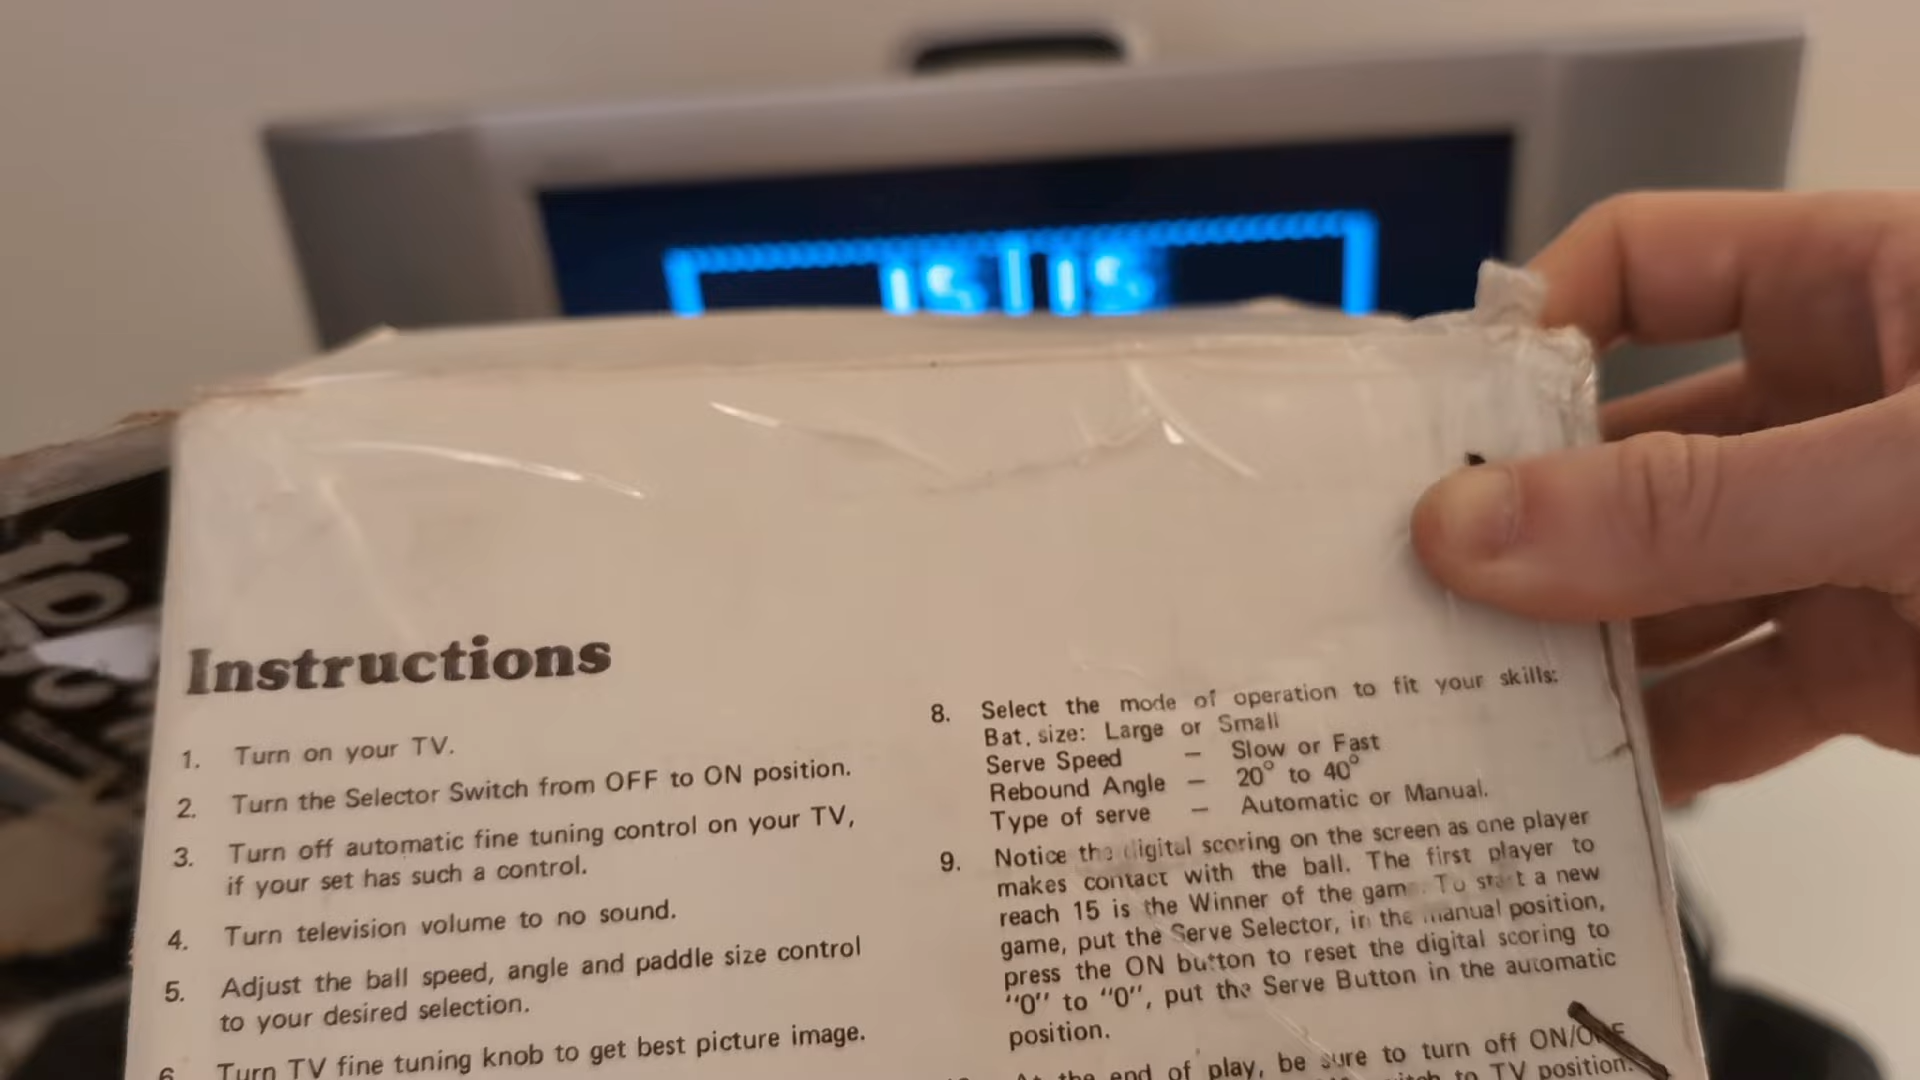 15 15
Instructions
1. Turn on your TV.
2. Turn the Selector Switch from OFF to ON position.
3. Turn off automatic fine tuning control on your TV,
if your set has such a control.
4. Turn television volume to no sound.
5. Adjust the ball speed, angle and paddle size control
to your desired selection.
6. Turn TV fine tuning knob to get best picture image.
8. Select the mode of operation to fit your skills:
Bat. size: Large or Small
Serve Speed – Slow or Fast
Rebound Angle – 20° to 40°
Type of serve – Automatic or Manual.
9. Notice the digital scoring on the screen as one player
makes contact with the ball. The first player to
reach 15 is the Winner of the game. To start a new
game, put the Serve Selector, in the manual position,
press the ON button to reset the digital scoring to
"0" to "0", put the Serve Button in the automatic
position.
At the end of play, be sure to turn off ON/OFF
to TV position.